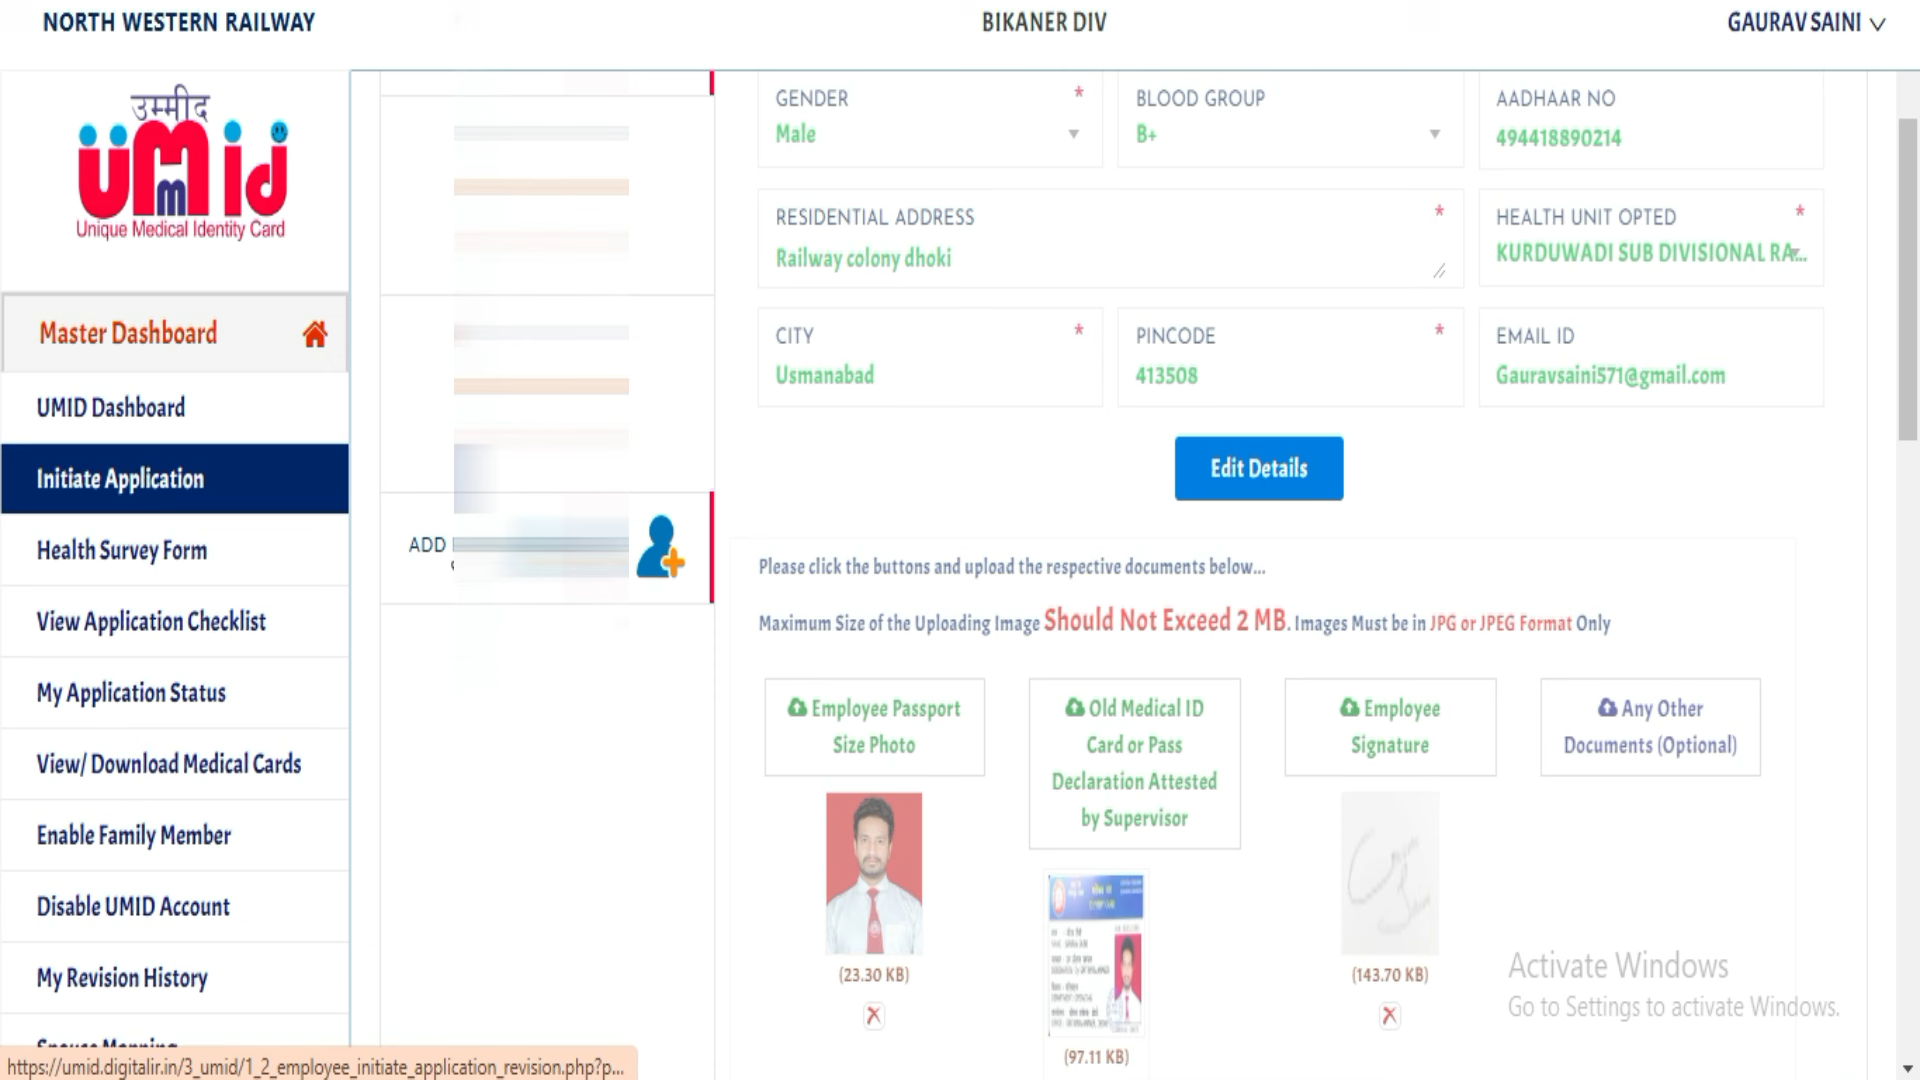 NORTH WESTERN RAILWAY
BIKANER DIV
GAURAV SAINI
उम्मीद
UMMID
Unique Medical Identity Card
Master Dashboard
UMID Dashboard
Initiate Application
Health Survey Form
View Application Checklist
My Application Status
View/ Download Medical Cards
Enable Family Member
Disable UMID Account
My Revision History
ADD
GENDER *
Male
BLOOD GROUP
B+
AADHAAR NO
494418890214
RESIDENTIAL ADDRESS *
Railway colony dhoki
HEALTH UNIT OPTED *
KURDUWADI SUB DIVISIONAL RA...
CITY *
Usmanabad
PINCODE *
413508
EMAIL ID
Gauravsaini571@gmail.com
Edit Details
Please click the buttons and upload the respective documents below...
Maximum Size of the Uploading Image Should Not Exceed 2 MB. Images Must be in JPG or JPEG Format Only
Employee Passport
Size Photo
(23.30 KB)
Old Medical ID
Card or Pass
Declaration Attested
by Supervisor
(97.11 KB)
Employee
Signature
(143.70 KB)
Any Other
Documents (Optional)
Activate Windows
Go to Settings to activate Windows.
https://umid.digitalir.in/3_umid/1_2_employee_initiate_application_revision.php?p...